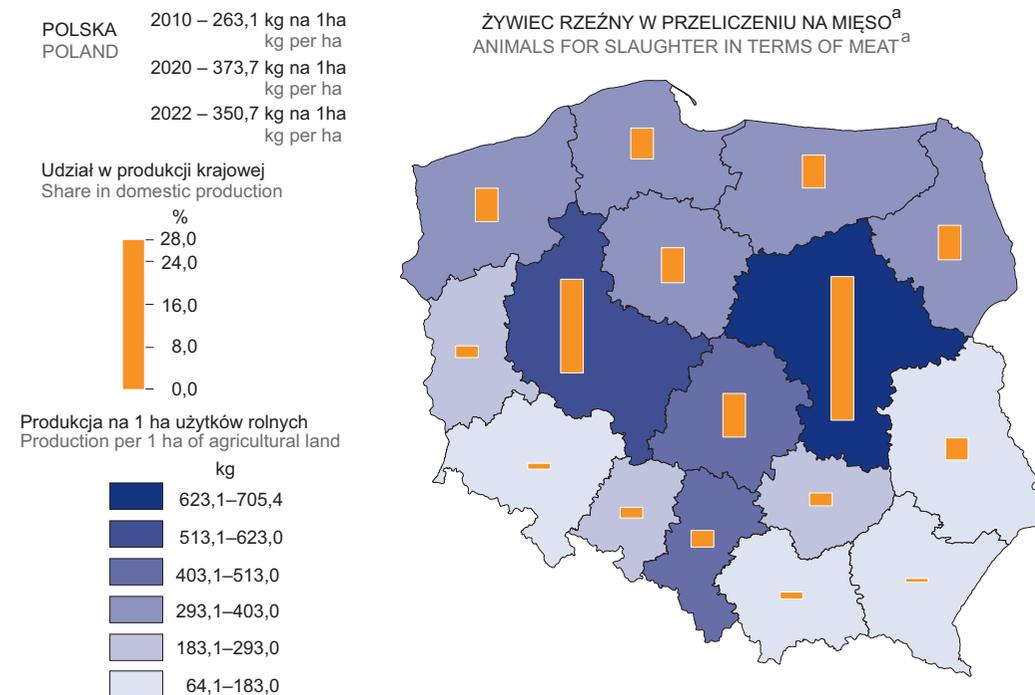 POLSKA
POLAND
2010 – 263,1 kg na 1ha
kg per ha
2020 – 373,7 kg na 1ha
kg per ha
2022 – 350,7 kg na 1ha
kg per ha
ŻYWIEC RZEŹNY W PRZELICZENIU NA MIĘSOa
ANIMALS FOR SLAUGHTER IN TERMS OF MEATa
Udział w produkcji krajowej
Share in domestic production
%
28,0
24,0
16,0
8,0
0,0
Produkcja na 1 ha użytków rolnych
Production per 1 ha of agricultural land
kg
623,1–705,4
513,1–623,0
403,1–513,0
293,1–403,0
183,1–293,0
64,1–183,0